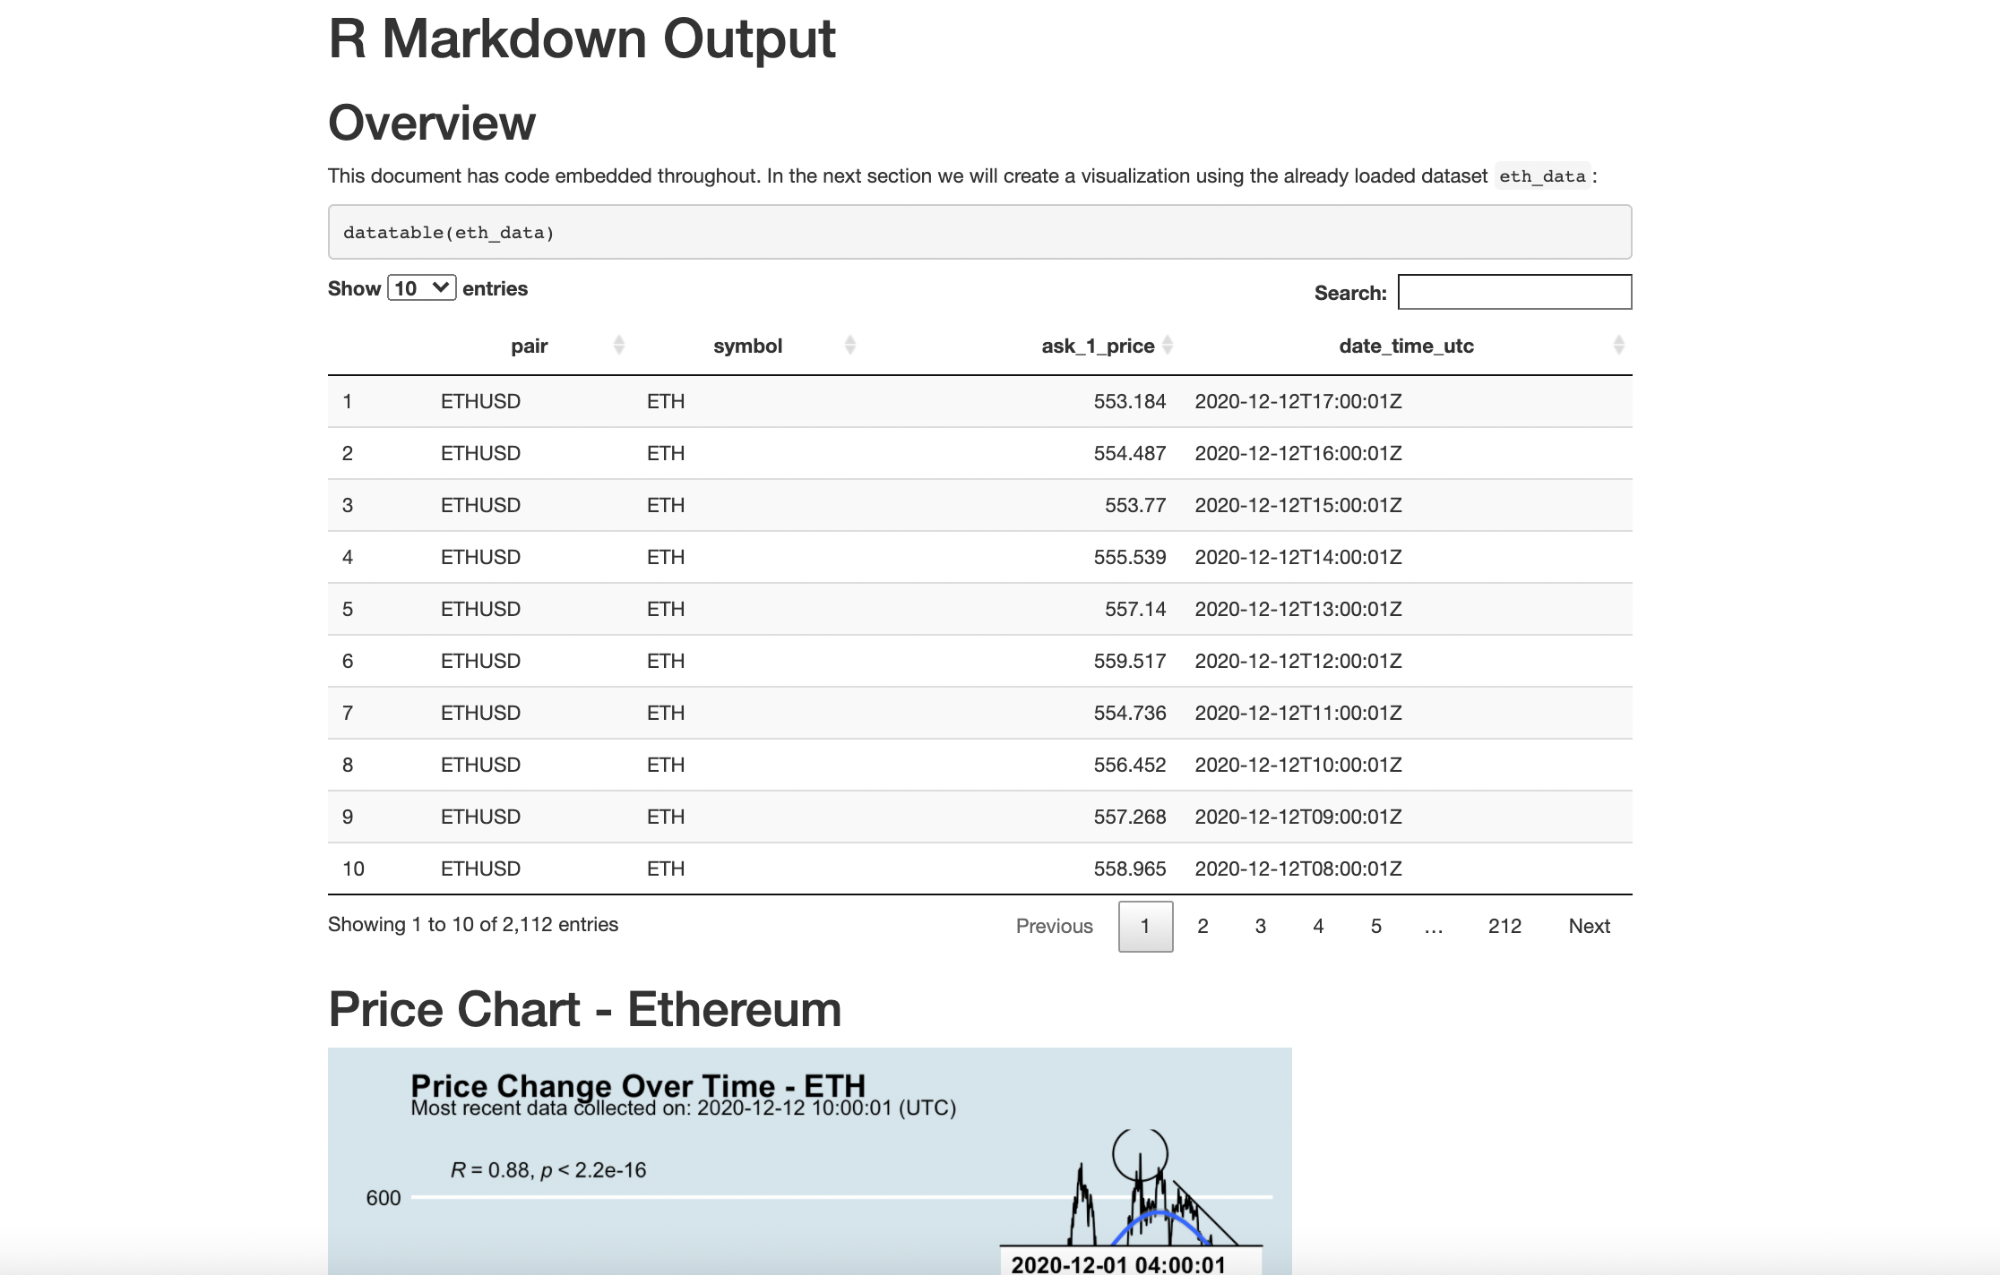 R Markdown Output
Overview
This document has code embedded throughout. In the next section we will create a visualization using the already loaded dataset eth_data:
datatable(eth_data)
Show 10 entries Search:
pair symbol ask_1_price date_time_utc
1 ETHUSD ETH 553.184 2020-12-12T17:00:01Z
2 ETHUSD ETH 554.487 2020-12-12T16:00:01Z
3 ETHUSD ETH 553.77 2020-12-12T15:00:01Z
4 ETHUSD ETH 555.539 2020-12-12T14:00:01Z
5 ETHUSD ETH 557.14 2020-12-12T13:00:01Z
6 ETHUSD ETH 559.517 2020-12-12T12:00:01Z
7 ETHUSD ETH 554.736 2020-12-12T11:00:01Z
8 ETHUSD ETH 556.452 2020-12-12T10:00:01Z
9 ETHUSD ETH 557.268 2020-12-12T09:00:01Z
10 ETHUSD ETH 558.965 2020-12-12T08:00:01Z
Showing 1 to 10 of 2,112 entries Previous 1 2 3 4 5 … 212 Next
Price Chart - Ethereum
Price Change Over Time - ETH
Most recent data collected on: 2020-12-12 10:00:01 (UTC)
R = 0.88, p < 2.2e-16
600
2020-12-01 04:00:01